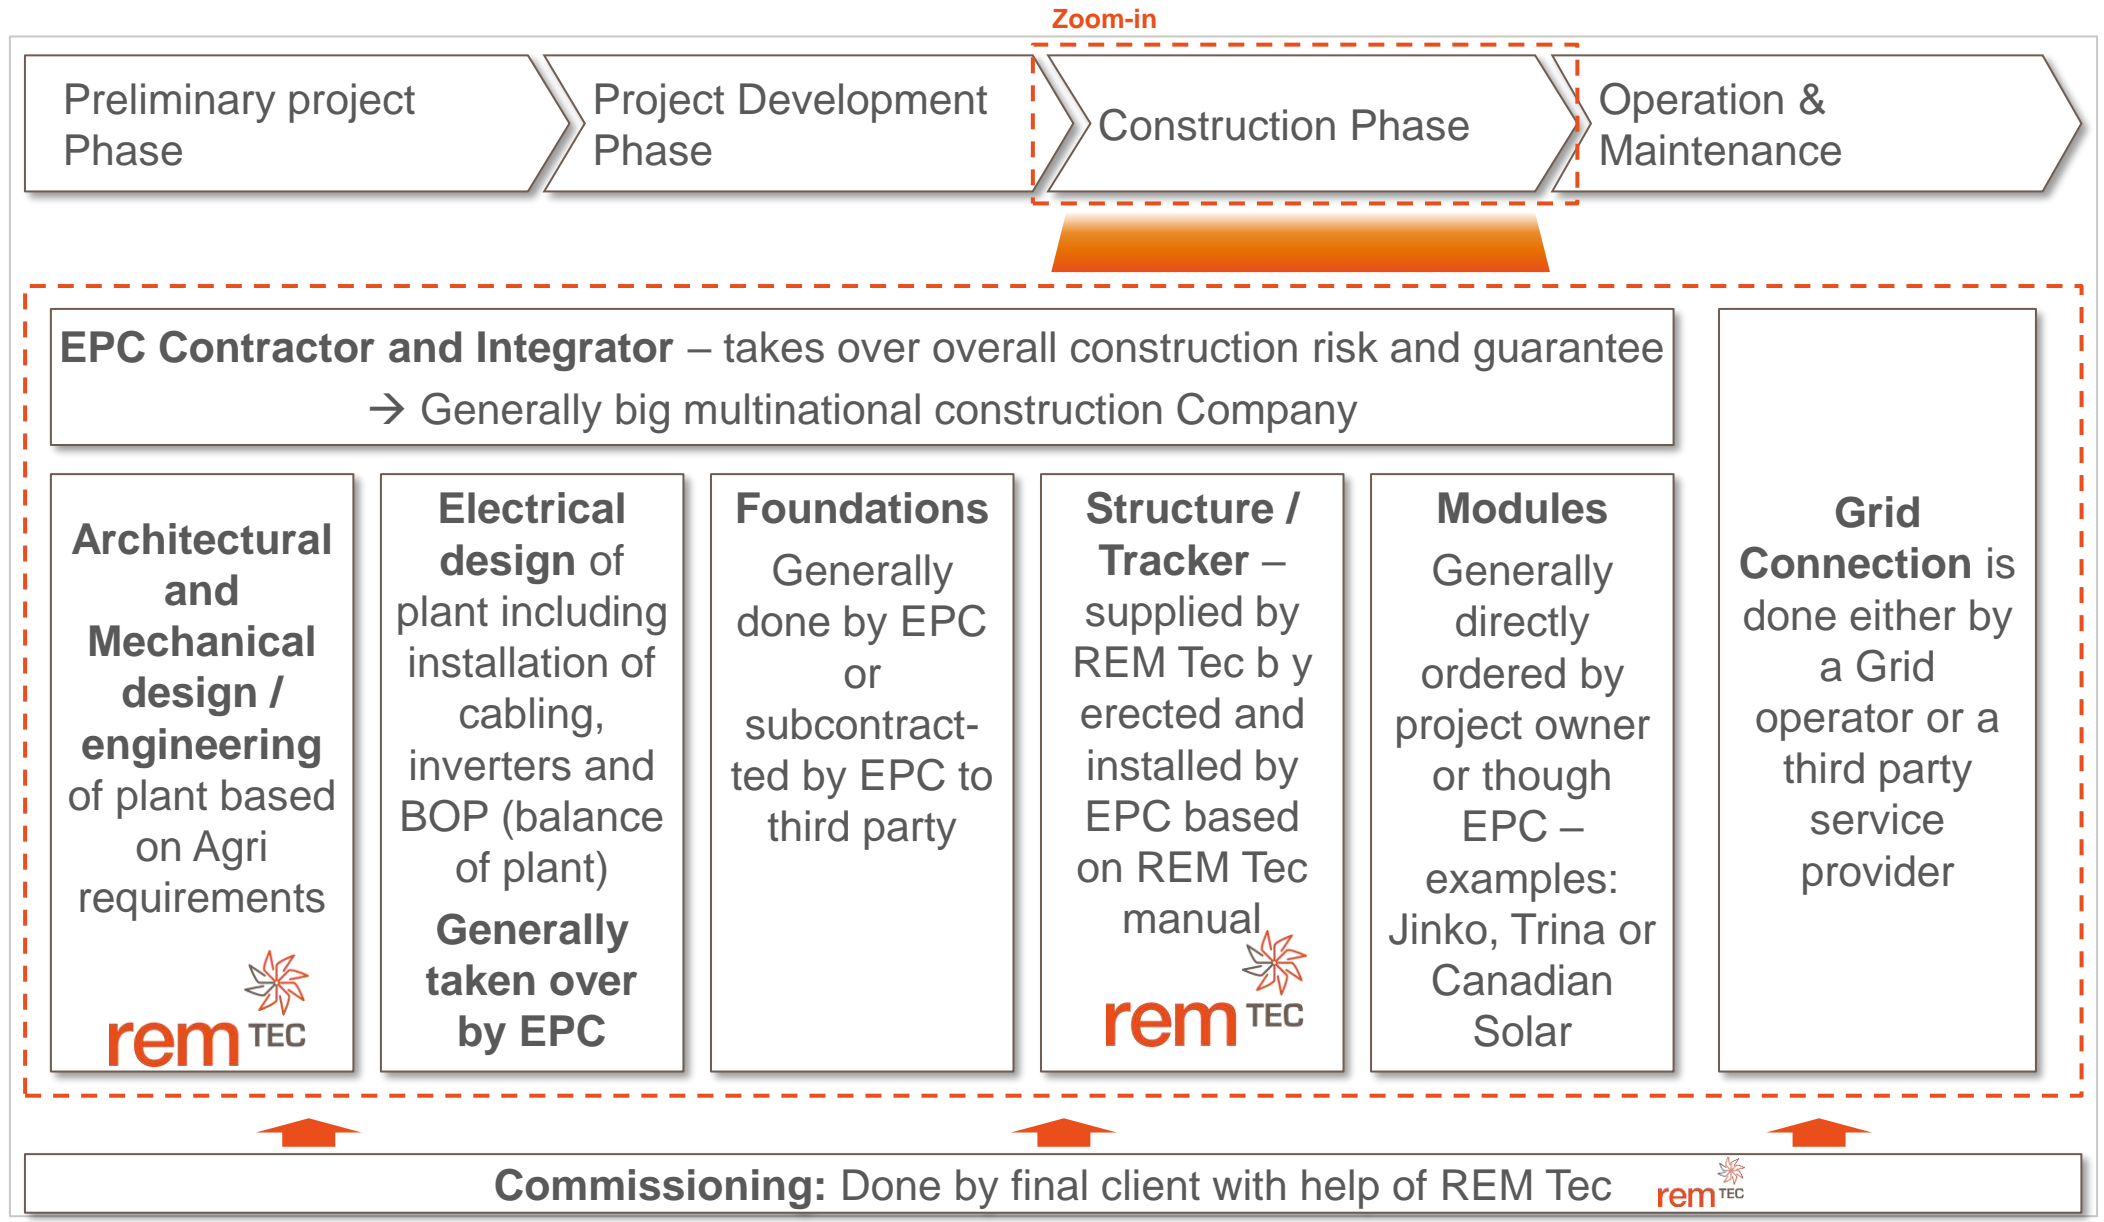 Zoom-in
Preliminary project
Phase
Project Development
Phase
Construction Phase
Operation &
Maintenance
EPC Contractor and Integrator – takes over overall construction risk and guarantee
→ Generally big multinational construction Company
Architectural
and
Mechanical
design /
engineering
of plant based
on Agri
requirements
rem TEC
Electrical
design of
plant including
installation of
cabling,
inverters and
BOP (balance
of plant)
Generally
taken over
by EPC
Foundations
Generally
done by EPC
or
subcontract-
ted by EPC to
third party
Structure /
Tracker –
supplied by
REM Tec b y
erected and
installed by
EPC based
on REM Tec
manual
rem TEC
Modules
Generally
directly
ordered by
project owner
or though
EPC –
examples:
Jinko, Trina or
Canadian
Solar
Grid
Connection is
done either by
a Grid
operator or a
third party
service
provider
Commissioning: Done by final client with help of REM Tec
rem TEC